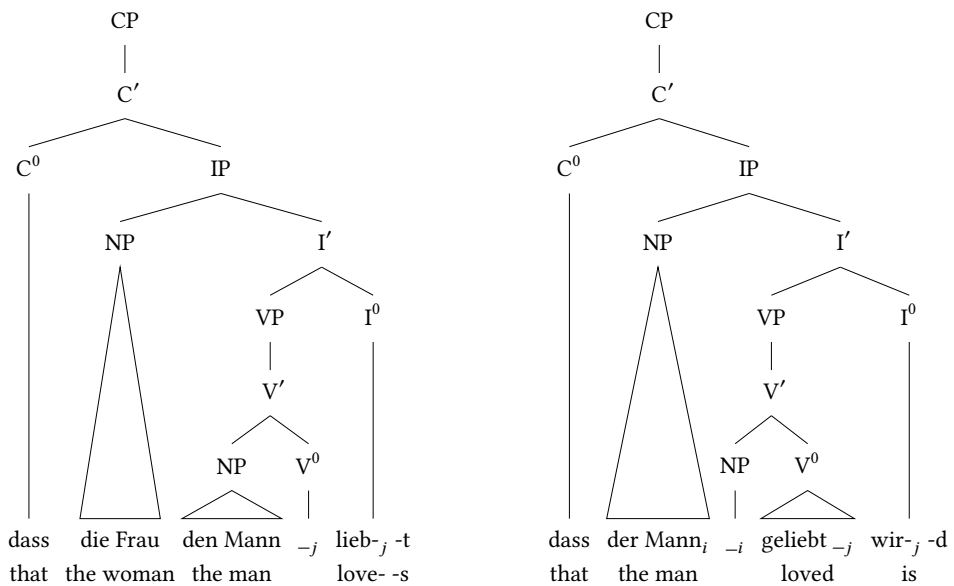 CP CP
C′ C′
C⁰ IP C⁰ IP
NP I′ NP I′
VP I⁰ VP I⁰
V′ V′
NP V⁰ NP V⁰
dass die Frau den Mann _j lieb-_j -t dass der Mann_i _i geliebt _j wir-_j -d
that the woman the man love- -s that the man loved is